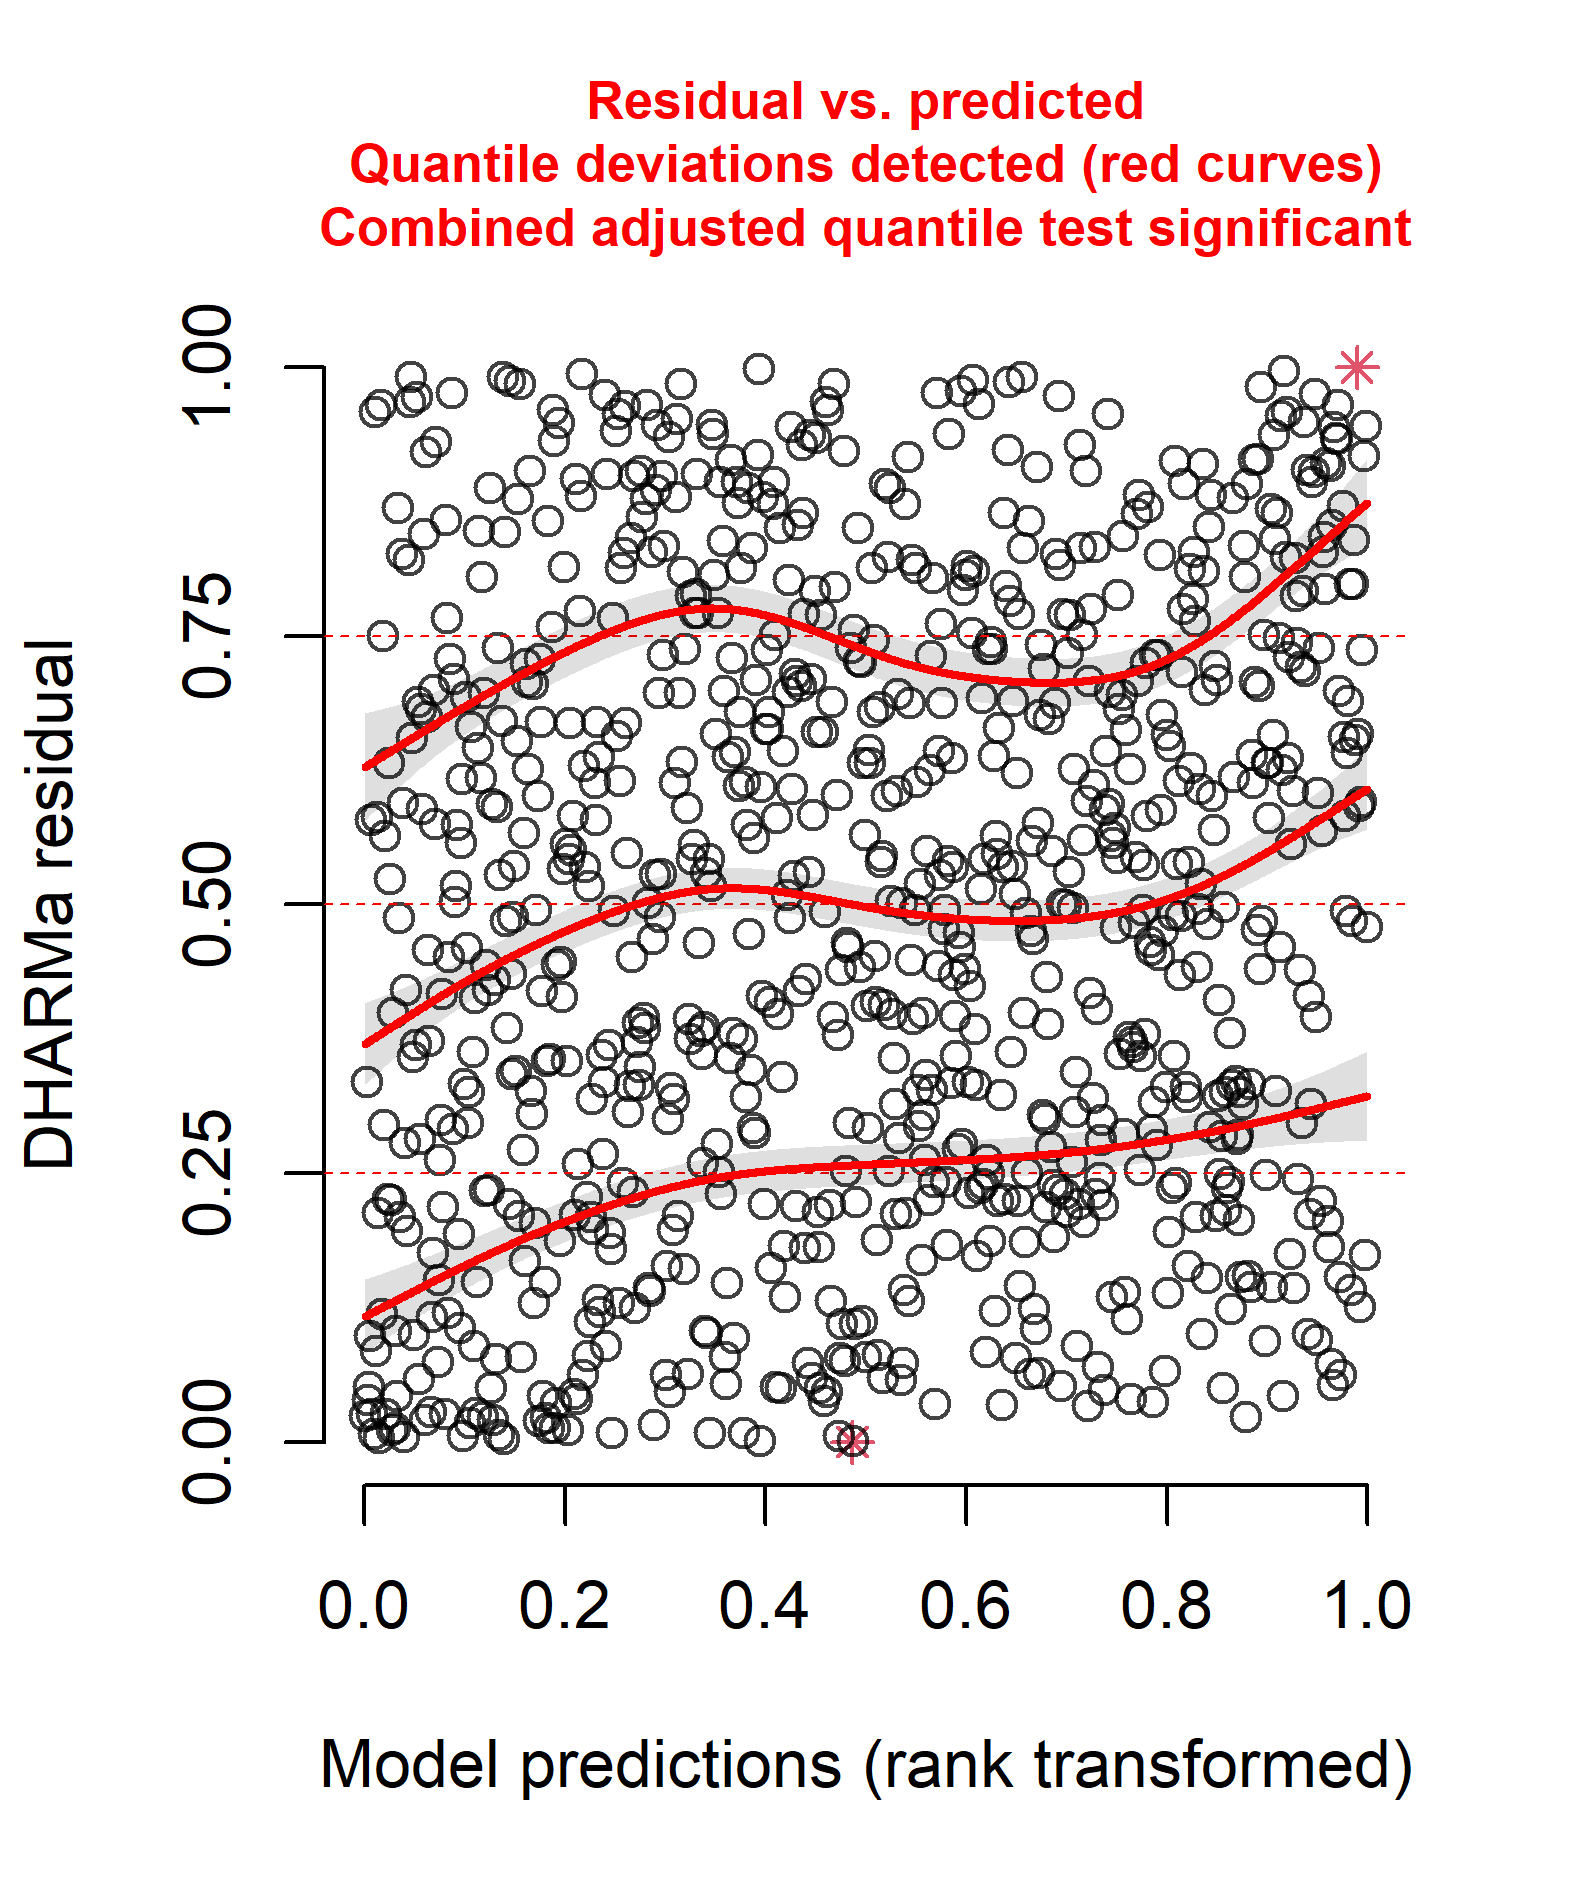 Residual vs. predicted
Quantile deviations detected (red curves)
Combined adjusted quantile test significant
1.00
0.75
0.50
0.25
0.00
DHARMa residual
0.0 0.2 0.4 0.6 0.8 1.0
Model predictions (rank transformed)